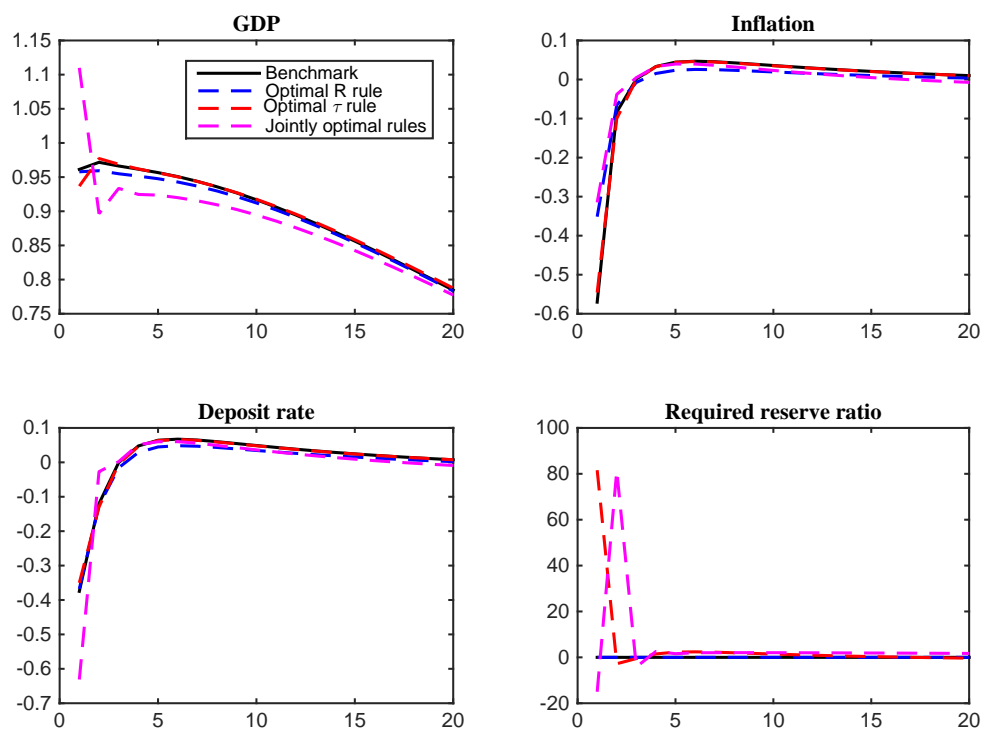 GDP
1.15
1.1
1.05
1
0.95
0.9
0.85
0.8
0.75
0 5 10 15 20
Benchmark
Optimal R rule
Optimal τ rule
Jointly optimal rules
Inflation
0.1
0
-0.1
-0.2
-0.3
-0.4
-0.5
-0.6
0 5 10 15 20
Deposit rate
0.1
0
-0.1
-0.2
-0.3
-0.4
-0.5
-0.6
-0.7
0 5 10 15 20
Required reserve ratio
100
80
60
40
20
0
-20
0 5 10 15 20